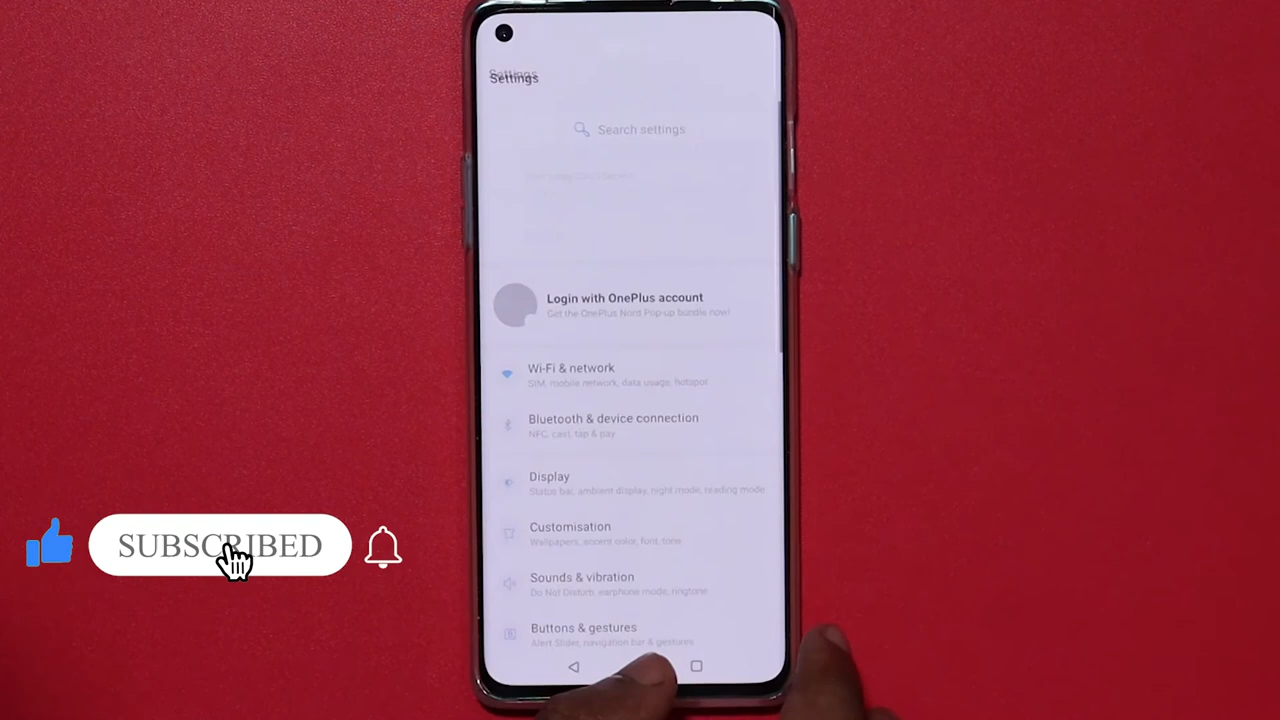 Settings
Search settings
Login with OnePlus account
Get the OnePlus Nord Pop-up bundle now!
Wi-Fi & network
SIM, mobile network, data usage, hotspot
Bluetooth & device connection
NFC, cast, tap & pay
Display
Status bar, ambient display, night mode, reading mode
Customisation
Wallpapers, accent color, font, tone
Sounds & vibration
Do Not Disturb, earphone mode, ringtone
Buttons & gestures
Alert Slider, navigation bar & gestures
SUBSCRIBED